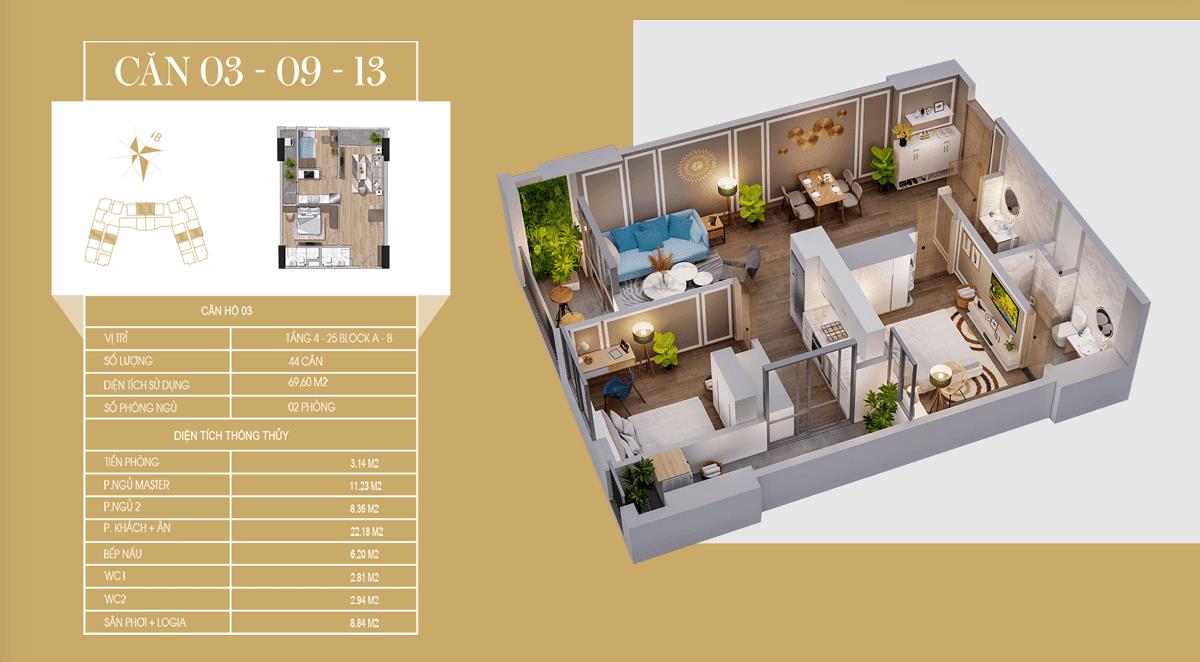 CĂN 03 - 09 - 13
B
CĂN HỘ 03
VỊ TRÍ TẦNG 4 - 25 BLOCK A - B
SỐ LƯỢNG 44 CĂN
DIỆN TÍCH SỬ DỤNG 69,60 M2
SỐ PHÒNG NGỦ 02 PHÒNG
DIỆN TÍCH THÔNG THỦY
TIỀN PHÒNG 3.14 M2
P.NGỦ MASTER 11.23 M2
P.NGỦ 2 8.36 M2
P. KHÁCH + ĂN 22.18 M2
BẾP NẤU 6.20 M2
WC1 2.81 M2
WC2 2.94 M2
SÂN PHƠI + LOGIA 8.84 M2